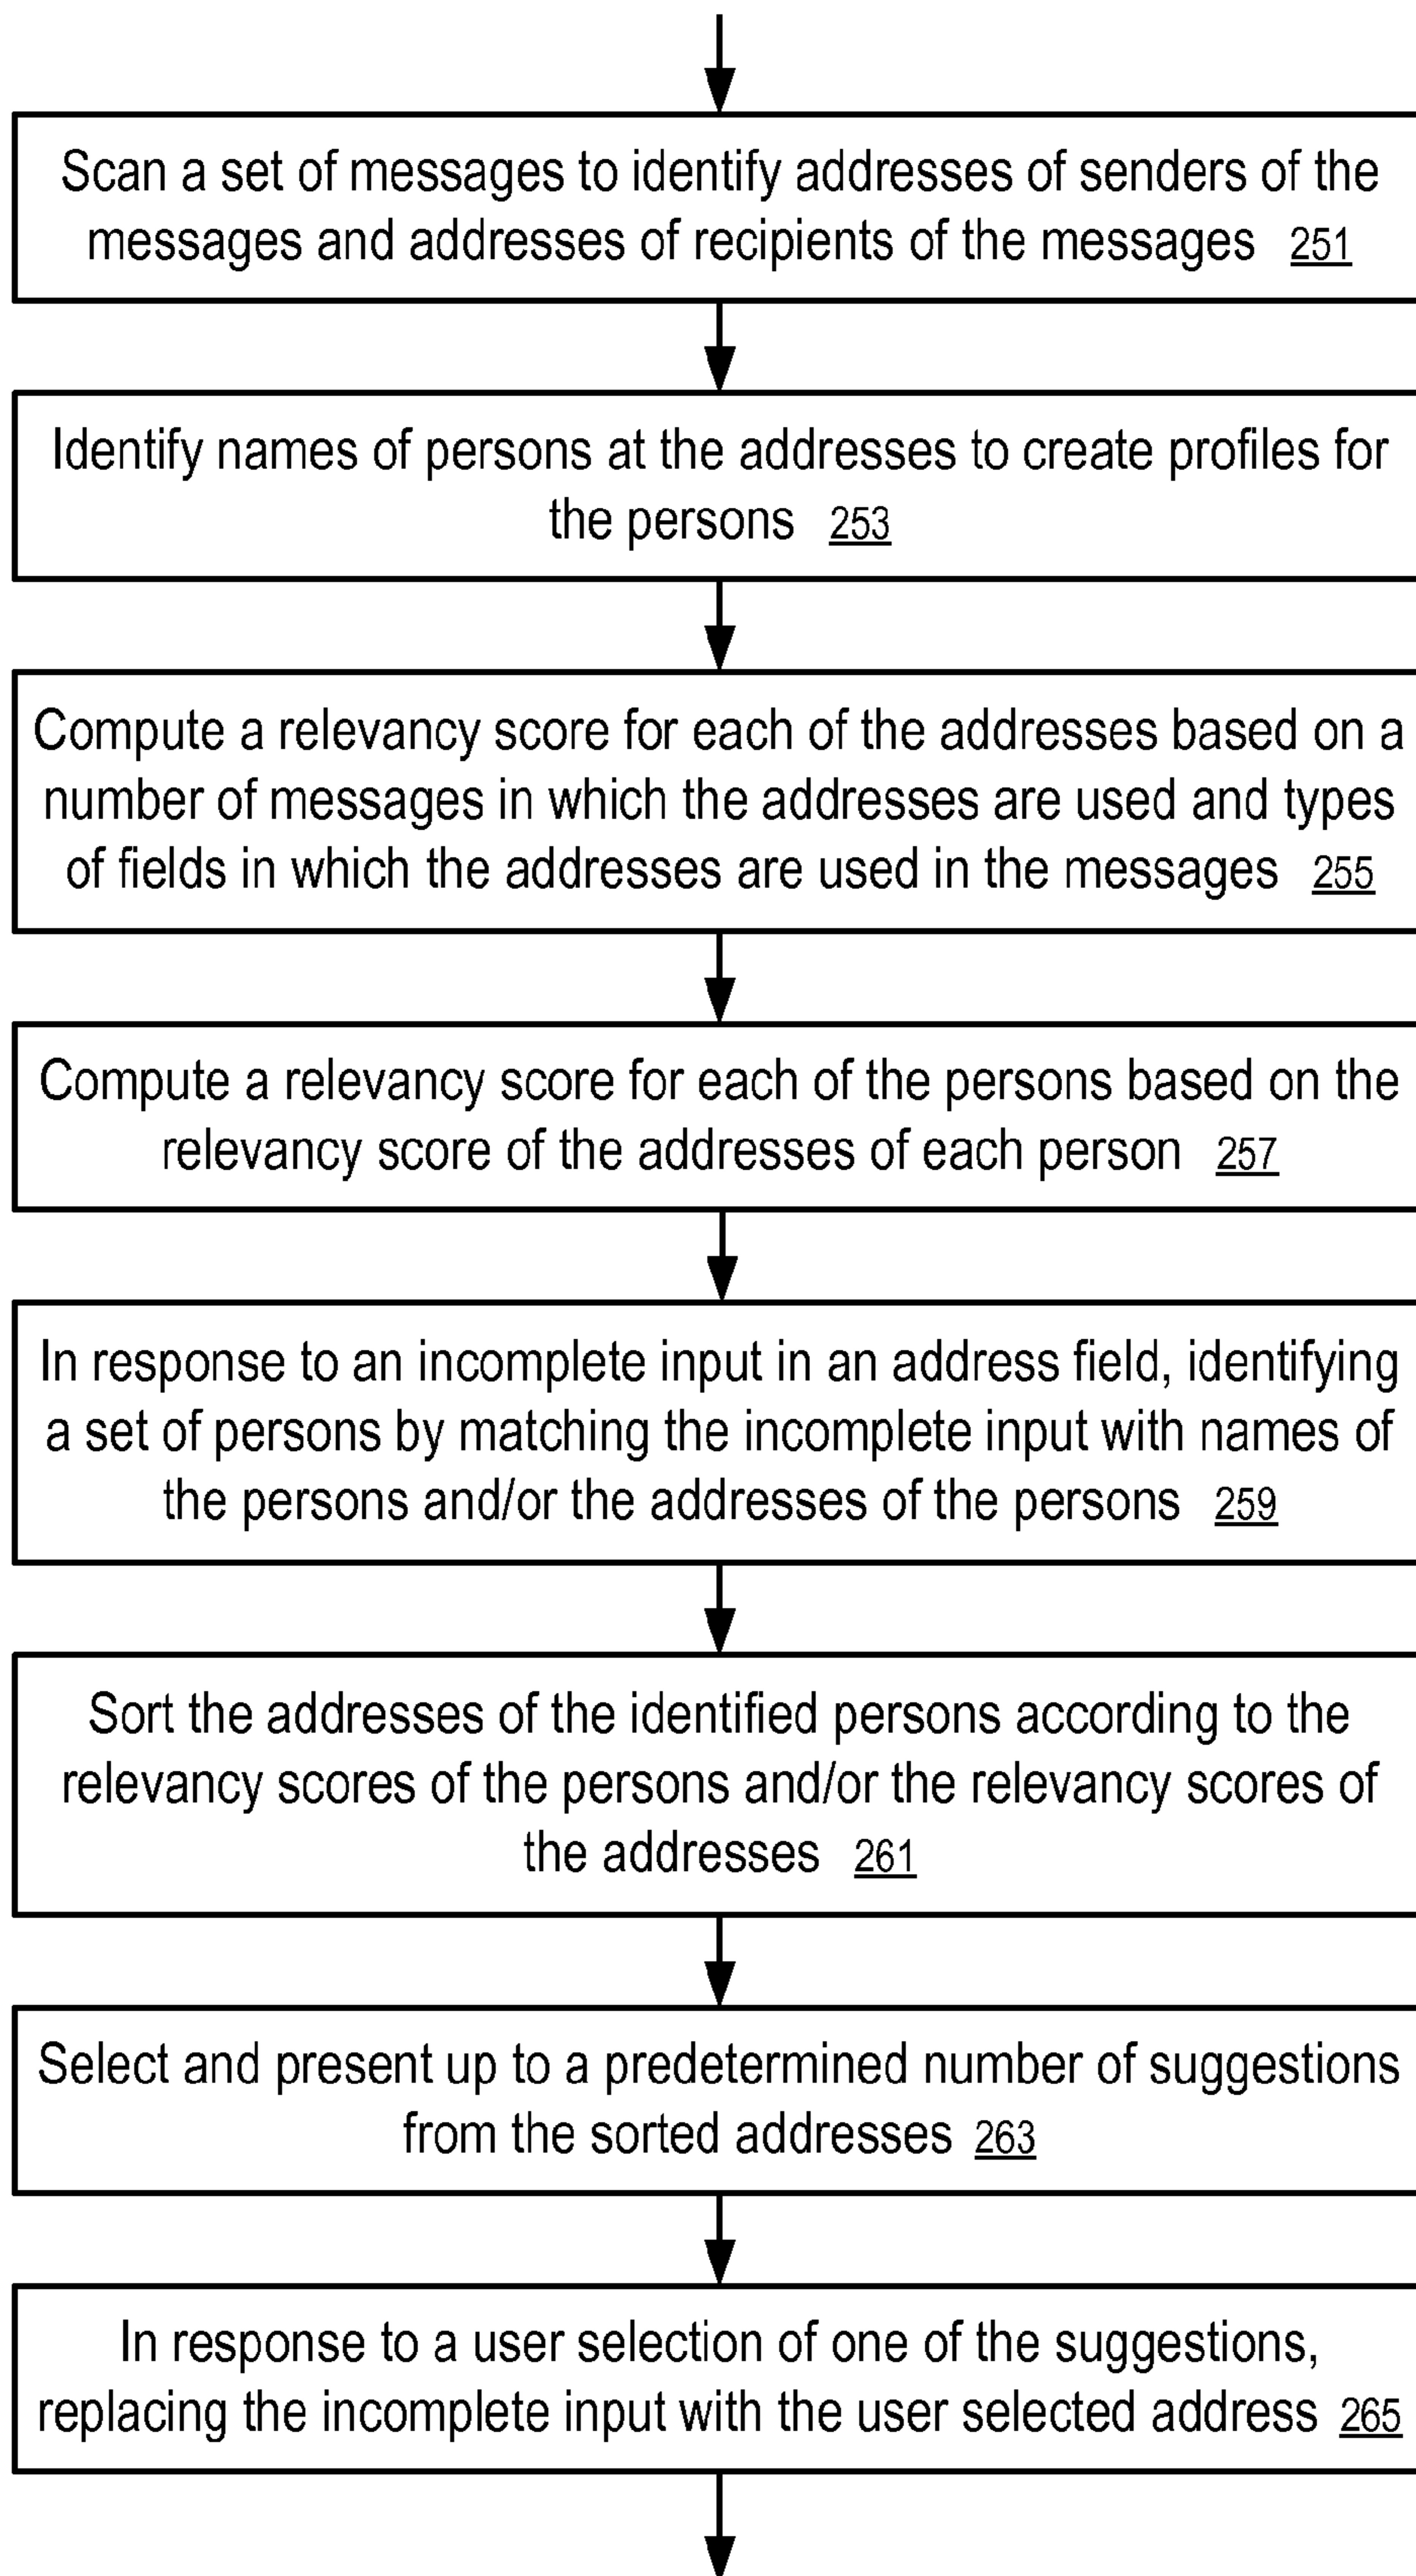 Scan a set of messages to identify addresses of senders of the
messages and addresses of recipients of the messages 251
Identify names of persons at the addresses to create profiles for
the persons 253
Compute a relevancy score for each of the addresses based on a
number of messages in which the addresses are used and types
of fields in which the addresses are used in the messages 255
Compute a relevancy score for each of the persons based on the
relevancy score of the addresses of each person 257
In response to an incomplete input in an address field, identifying
a set of persons by matching the incomplete input with names of
the persons and/or the addresses of the persons 259
Sort the addresses of the identified persons according to the
relevancy scores of the persons and/or the relevancy scores of
the addresses 261
Select and present up to a predetermined number of suggestions
from the sorted addresses 263
In response to a user selection of one of the suggestions,
replacing the incomplete input with the user selected address 265